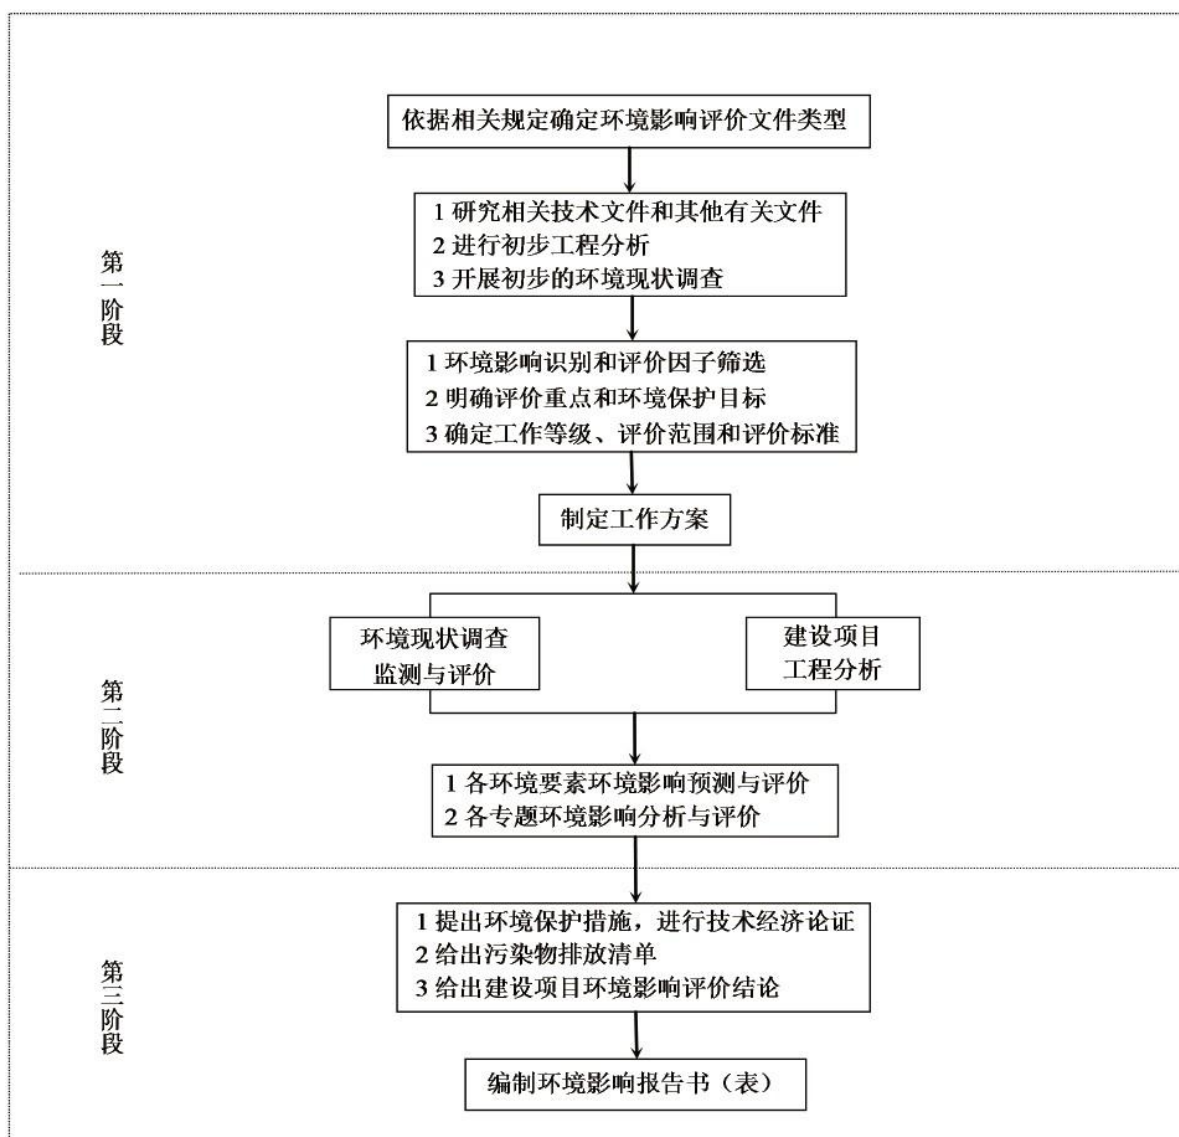 依据相关规定确定环境影响评价文件类型
第一阶段
1 研究相关技术文件和其他有关文件
2 进行初步工程分析
3 开展初步的环境现状调查
1 环境影响识别和评价因子筛选
2 明确评价重点和环境保护目标
3 确定工作等级、评价范围和评价标准
制定工作方案
第二阶段
环境现状调查
监测与评价
建设项目
工程分析
1 各环境要素环境影响预测与评价
2 各专题环境影响分析与评价
第三阶段
1 提出环境保护措施，进行技术经济论证
2 给出污染物排放清单
3 给出建设项目环境影响评价结论
编制环境影响报告书（表）